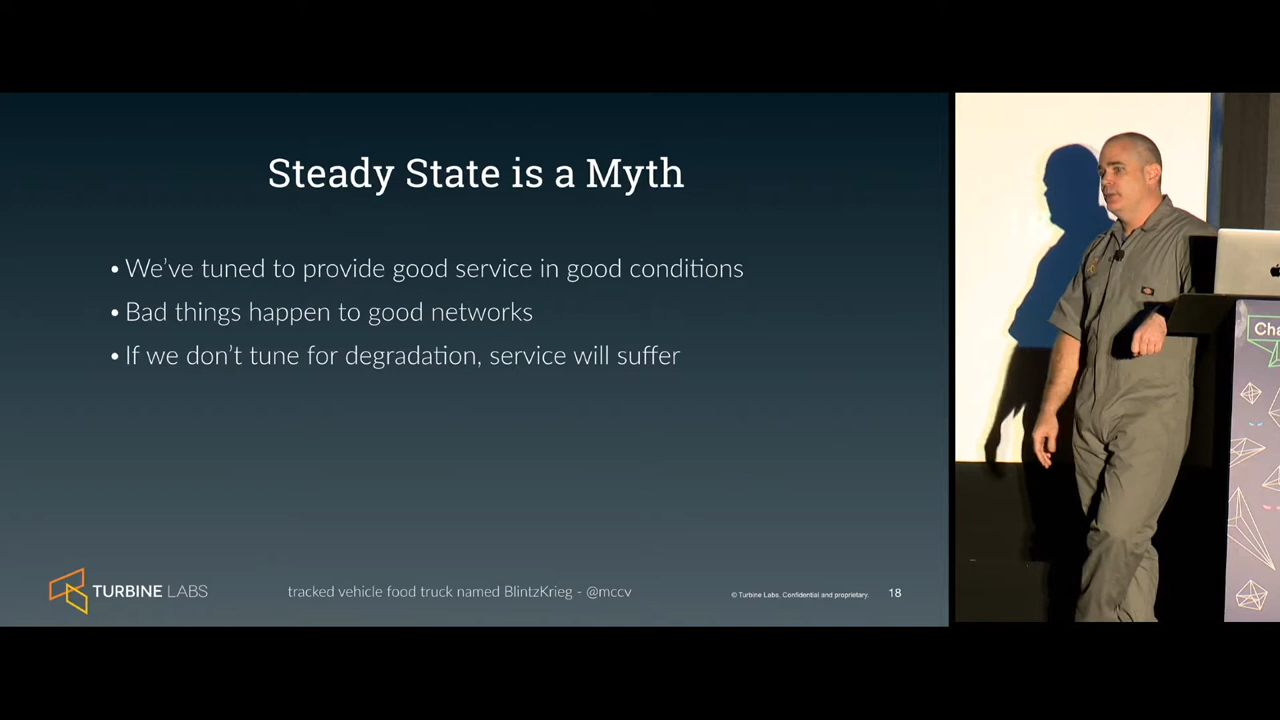 Steady State is a Myth
• We've tuned to provide good service in good conditions
• Bad things happen to good networks
• If we don't tune for degradation, service will suffer
TURBINE LABS
tracked vehicle food truck named BlintzKrieg - @mccv
© Turbine Labs, Confidential and proprietary.
18
Cha